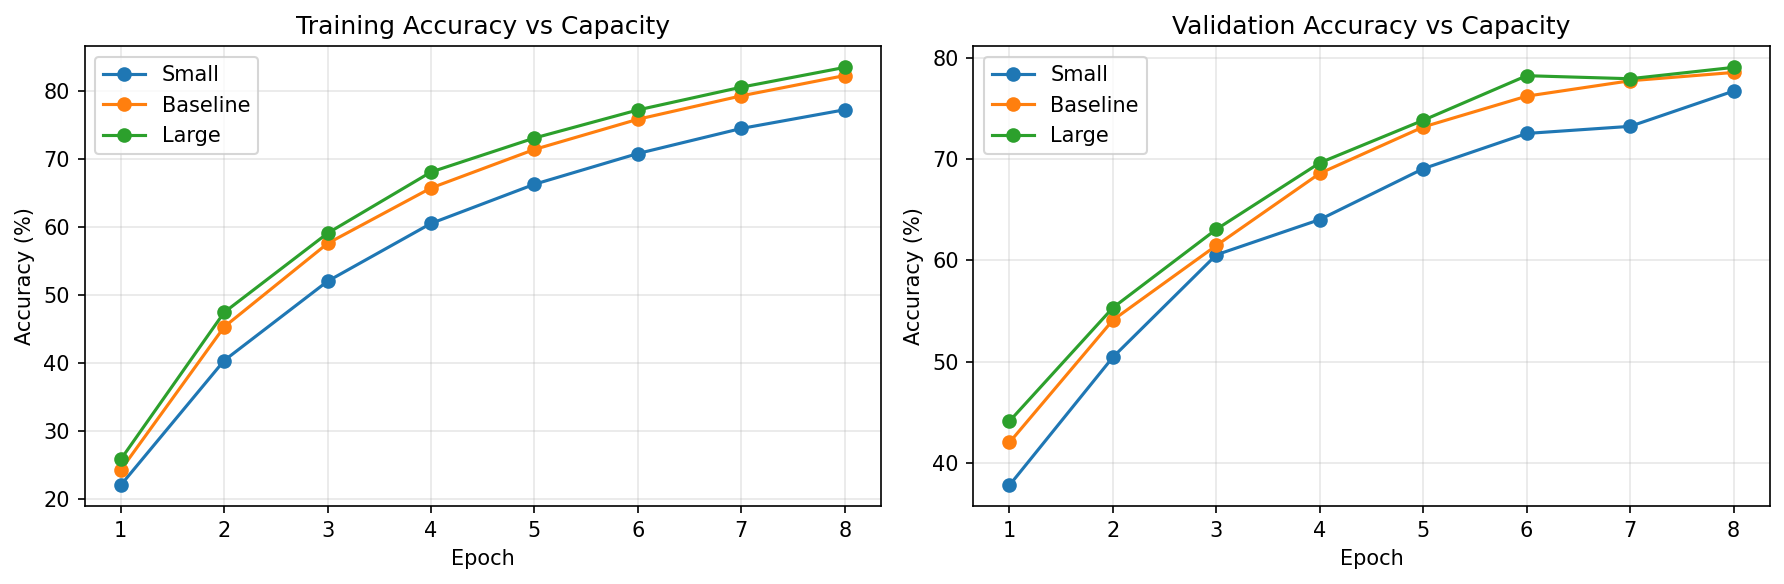 Training Accuracy vs Capacity
Small
Baseline
Large
Accuracy (%)
80
70
60
50
40
30
20
1 2 3 4 5 6 7 8
Epoch
Validation Accuracy vs Capacity
Small
Baseline
Large
Accuracy (%)
80
70
60
50
40
1 2 3 4 5 6 7 8
Epoch